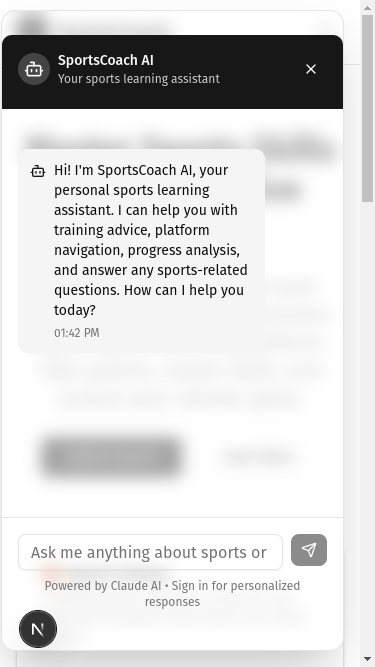 SportsCoach AI
Your sports learning assistant
Hi! I'm SportsCoach AI, your
personal sports learning
assistant. I can help you with
training advice, platform
navigation, progress analysis,
and answer any sports-related
questions. How can I help you
today?
01:42 PM
Ask me anything about sports or
Powered by Claude AI • Sign in for personalized
responses
N